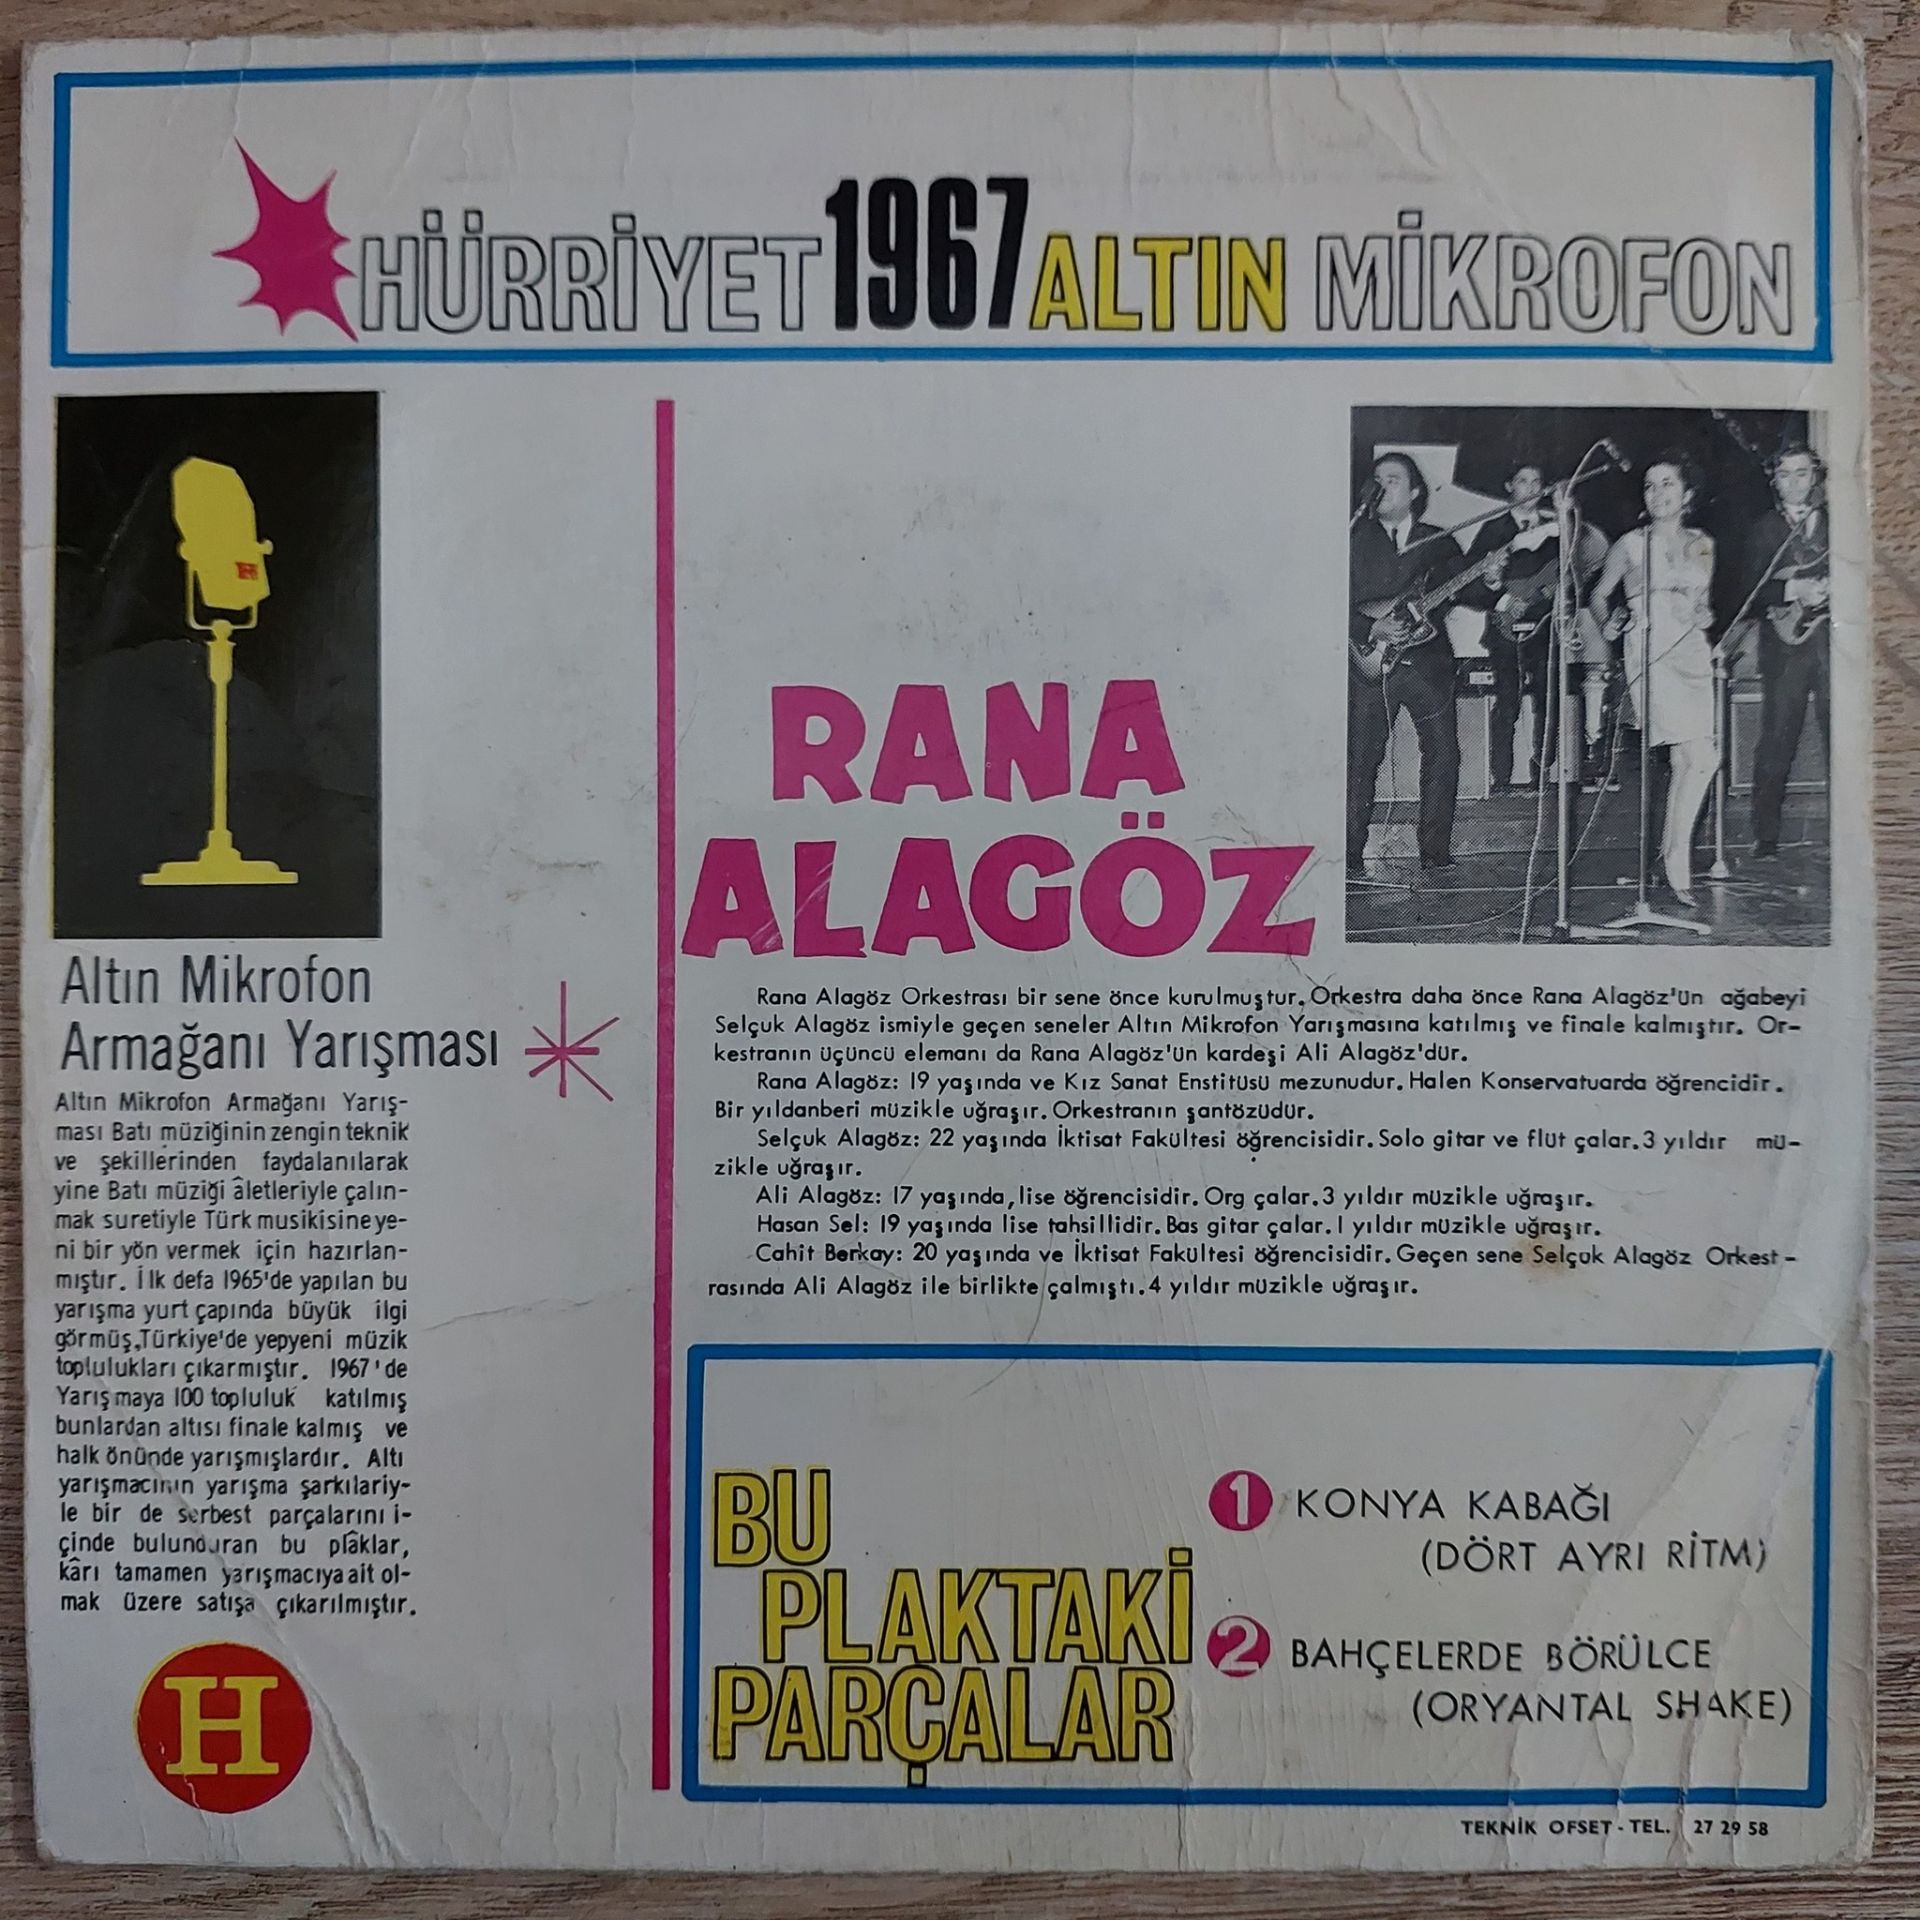 HÜRRİYET 1967 ALTIN MİKROFON
Altın Mikrofon
Armağanı Yarışması
Altın Mikrofon Armağanı Yarış-
ması Batı müziğinin zengin teknik
ve şekillerinden faydalanılarak
yine Batı müziği âletleriyle çalın-
mak suretiyle Türk musikisine ye-
ni bir yön vermek için hazırlan-
mıştır. İlk defa 1965'de yapılan bu
yarışma yurt çapında büyük ilgi
görmüş, Türkiye'de yepyeni müzik
toplulukları çıkarmıştır. 1967'de
Yarışmaya 100 topluluk katılmış
bunlardan altısı finale kalmış ve
halk önünde yarışmışlardır. Altı
yarışmacının yarışma şarkılariy-
le bir de serbest parçalarını i-
çinde bulunduran bu plâklar,
kârı tamamen yarışmacıya ait ol-
mak üzere satışa çıkarılmıştır.
H
RANA
ALAGÖZ
Rana Alagöz Orkestrası bir sene önce kurulmuştur. Orkestra daha önce Rana Alagöz'ün ağabeyi
Selçuk Alagöz ismiyle geçen seneler Altın Mikrofon Yarışmasına katılmış ve finale kalmıştır. Or-
kestranın üçüncü elemanı da Rana Alagöz'ün kardeşi Ali Alagöz'dür.
Rana Alagöz: 19 yaşında ve Kız Sanat Enstitüsü mezunudur. Halen Konservatuarda öğrencidir.
Bir yıldanberi müzikle uğraşır. Orkestranın şantözüdür.
Selçuk Alagöz: 22 yaşında İktisat Fakültesi öğrencisidir. Solo gitar ve flüt çalar. 3 yıldır mü-
zikle uğraşır.
Ali Alagöz: 17 yaşında, lise öğrencisidir. Org çalar. 3 yıldır müzikle uğraşır.
Hasan Sel: 19 yaşında lise tahsillidir. Bas gitar çalar. 1 yıldır müzikle uğraşır.
Cahit Berkay: 20 yaşında ve İktisat Fakültesi öğrencisidir. Geçen sene Selçuk Alagöz Orkest-
rasında Ali Alagöz ile birlikte çalmıştı. 4 yıldır müzikle uğraşır.
BU
PLAKTAKİ
PARÇALAR
1 KONYA KABAĞI
(DÖRT AYRI RİTM)
2 BAHÇELERDE BÖRÜLCE
(ORYANTAL SHAKE)
TEKNİK OFSET - TEL. 27 29 58